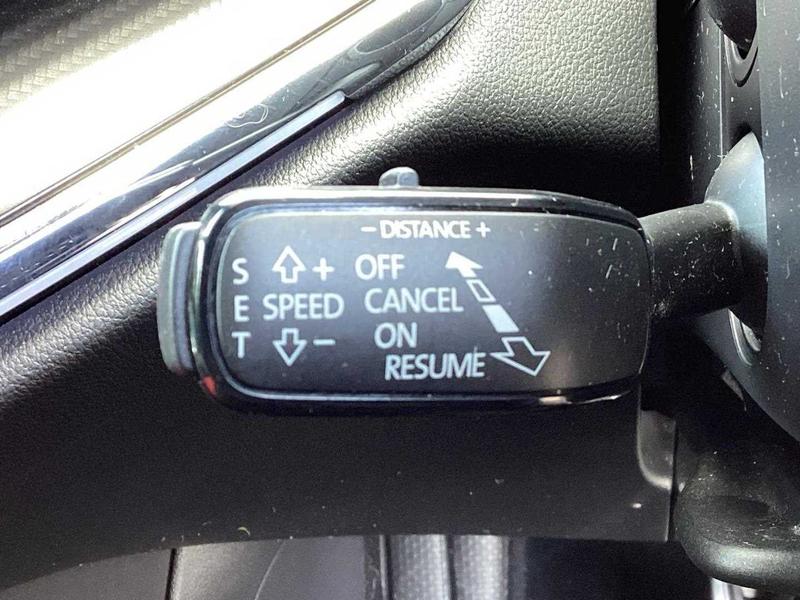 − DISTANCE +
S + OFF
E SPEED CANCEL
T − ON
RESUME